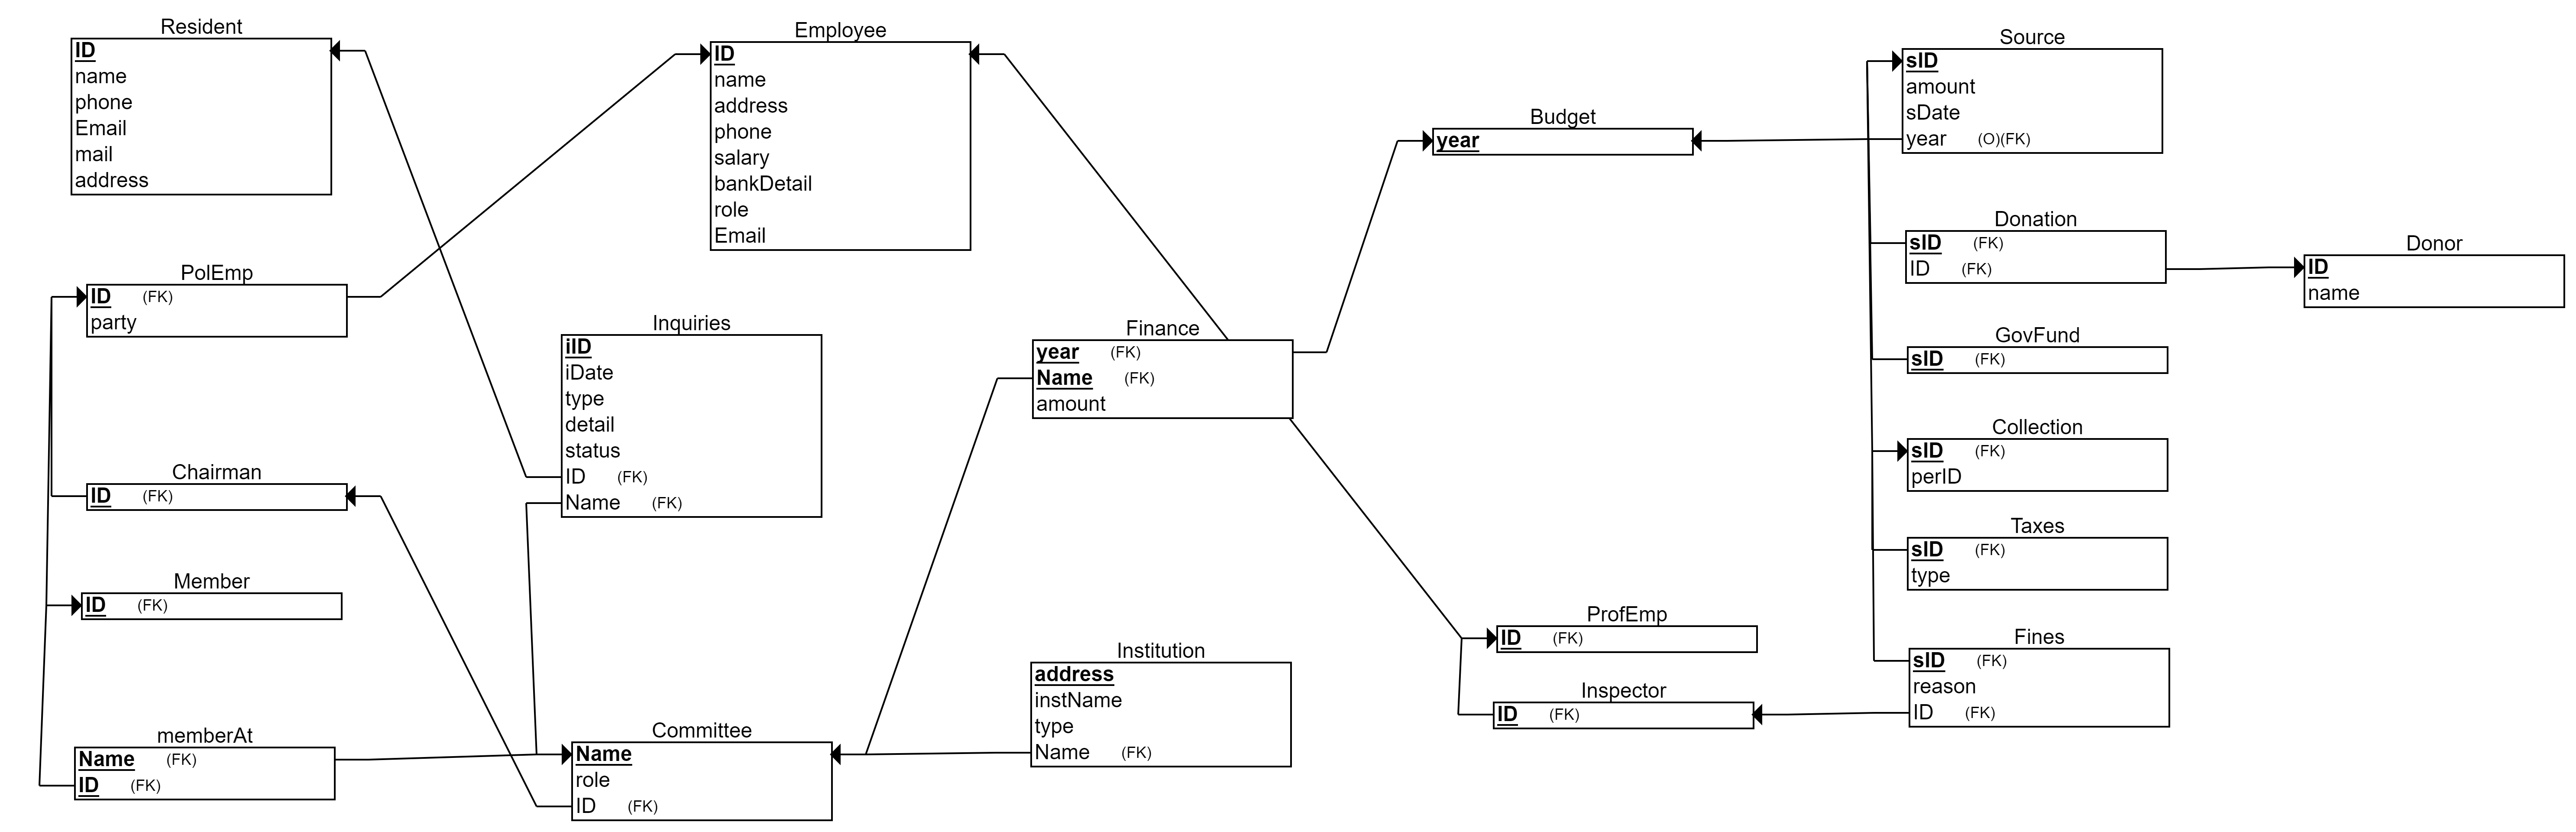 Resident
ID
name
phone
Email
mail
address
Employee
ID
name
address
phone
salary
bankDetail
role
Email
Source
sID
amount
sDate
year (O)(FK)
Budget
year
Donation
sID (FK)
ID (FK)
Donor
ID
name
PolEmp
ID (FK)
party
Inquiries
iID
iDate
type
detail
status
ID (FK)
Name (FK)
Finance
year (FK)
Name (FK)
amount
GovFund
sID (FK)
Collection
sID (FK)
perID
Chairman
ID (FK)
Taxes
sID (FK)
type
Member
ID (FK)
ProfEmp
ID (FK)
Fines
sID (FK)
reason
ID (FK)
Institution
address
instName
type
Name (FK)
Inspector
ID (FK)
memberAt
Name (FK)
ID (FK)
Committee
Name
role
ID (FK)